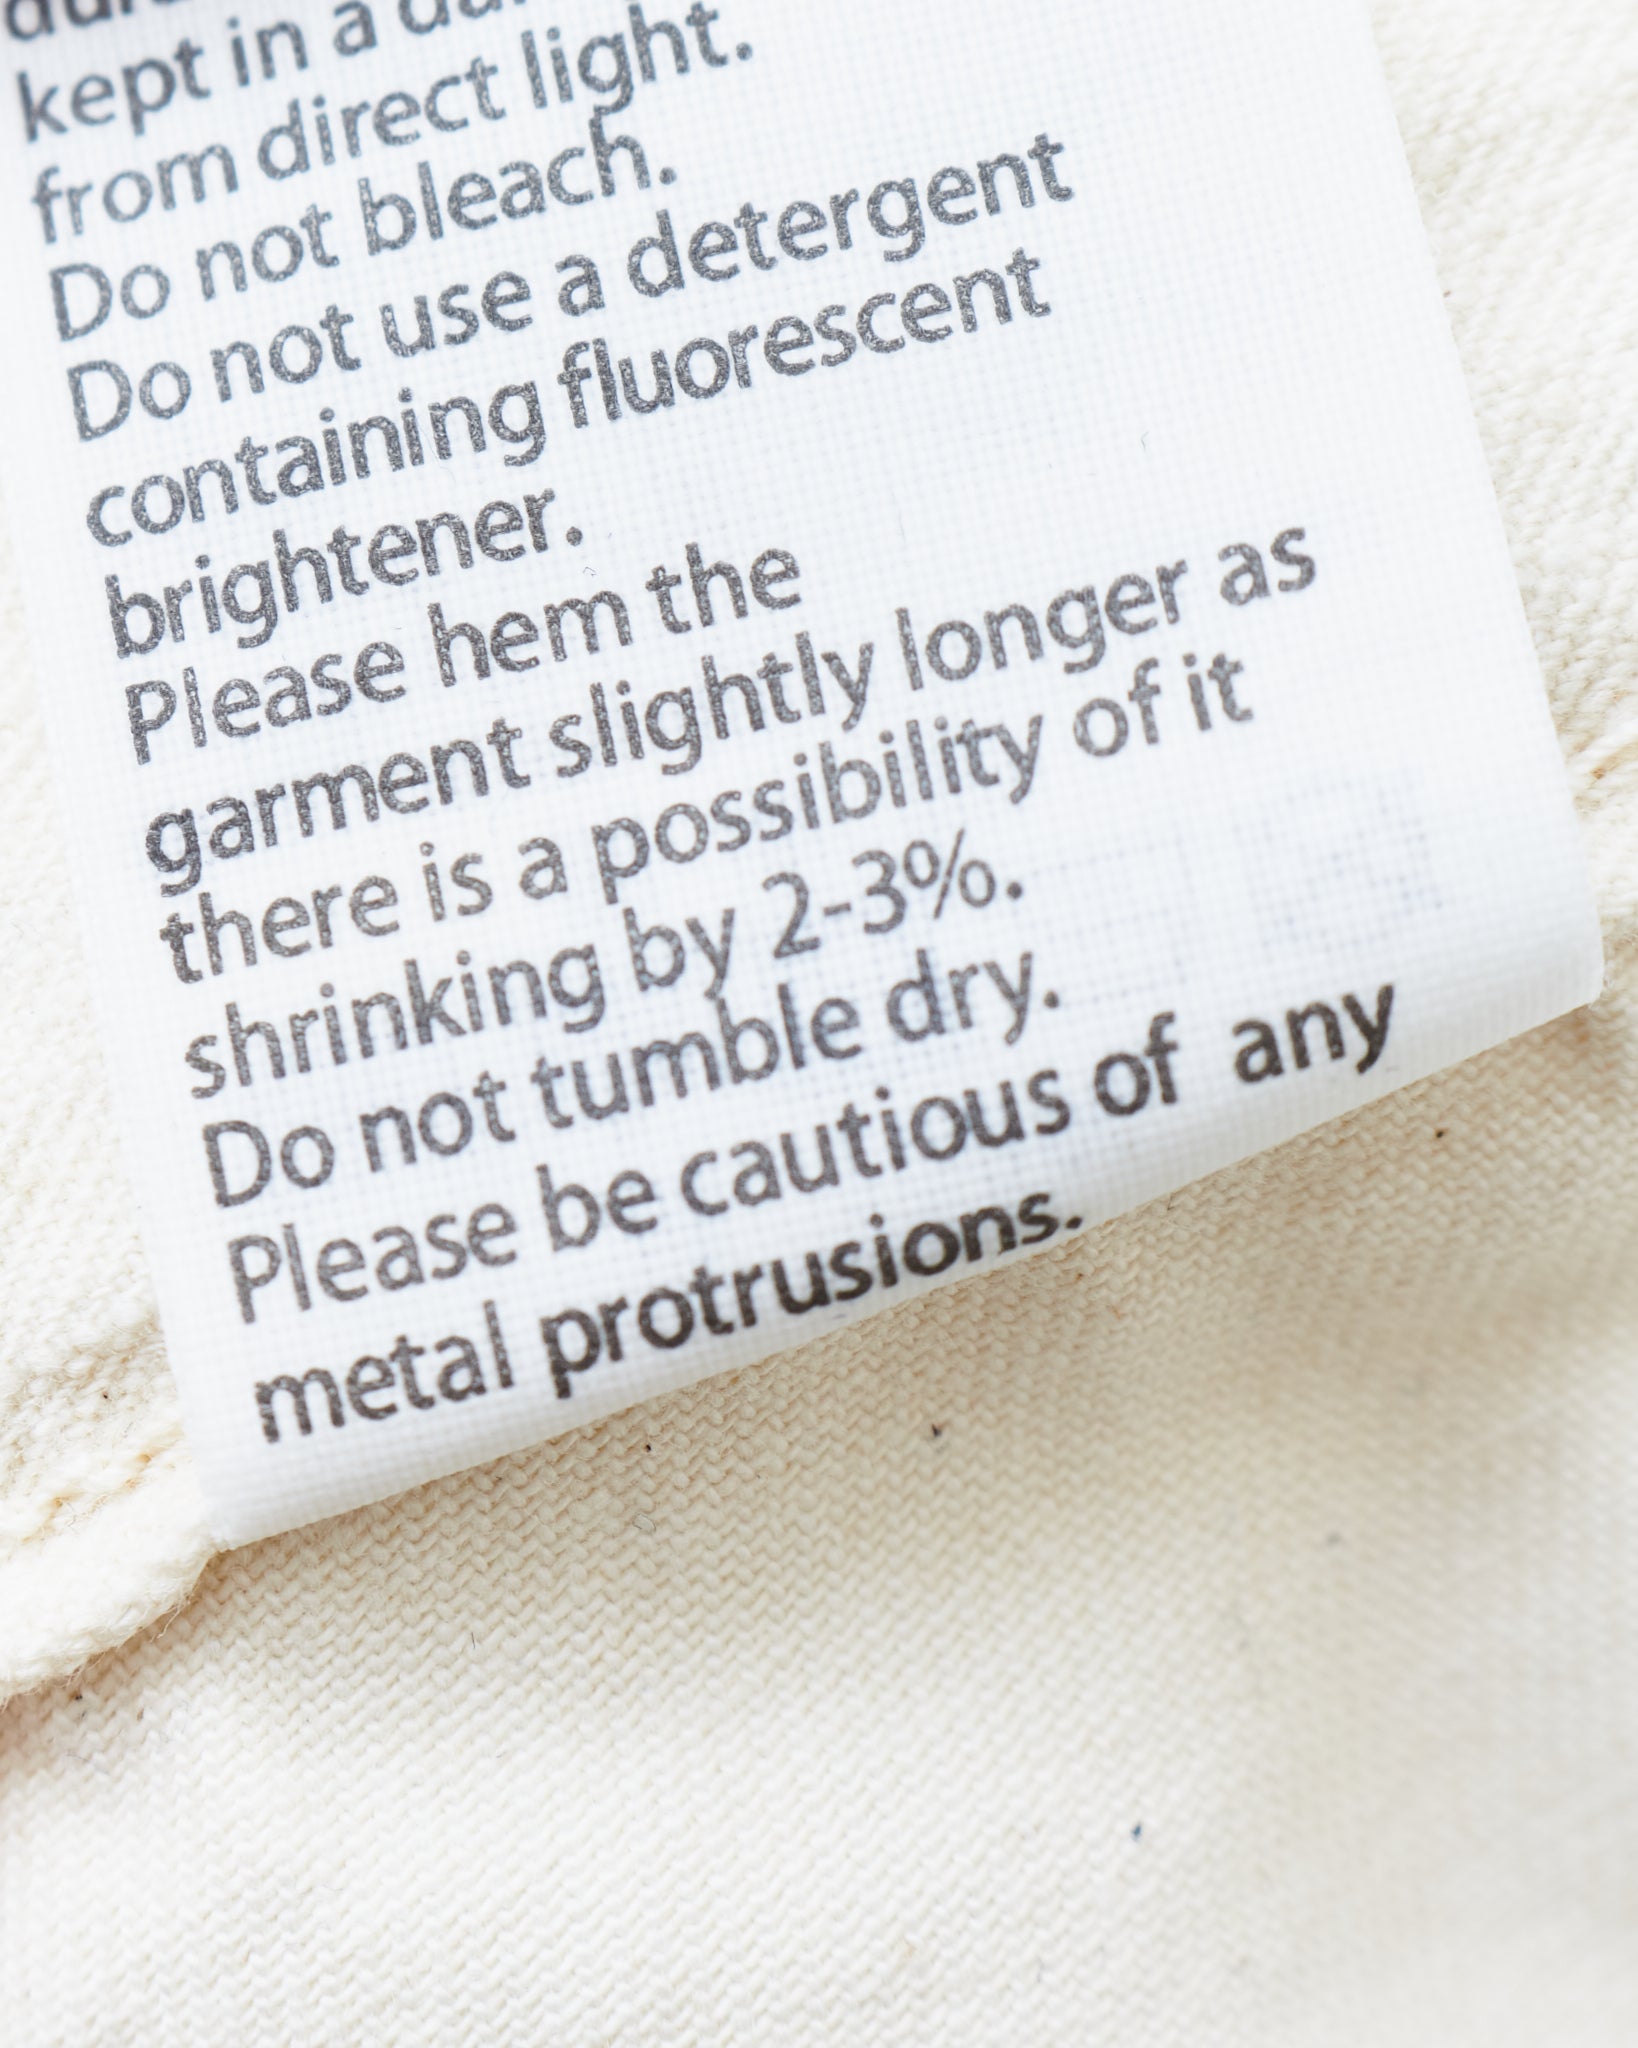 kept in a
from direct light.
Do not bleach.
Do not use a detergent
containing fluorescent
brightener.
Please hem the
garment slightly longer as
there is a possibility of it
shrinking by 2-3%.
Do not tumble dry.
Please be cautious of any
metal protrusions.